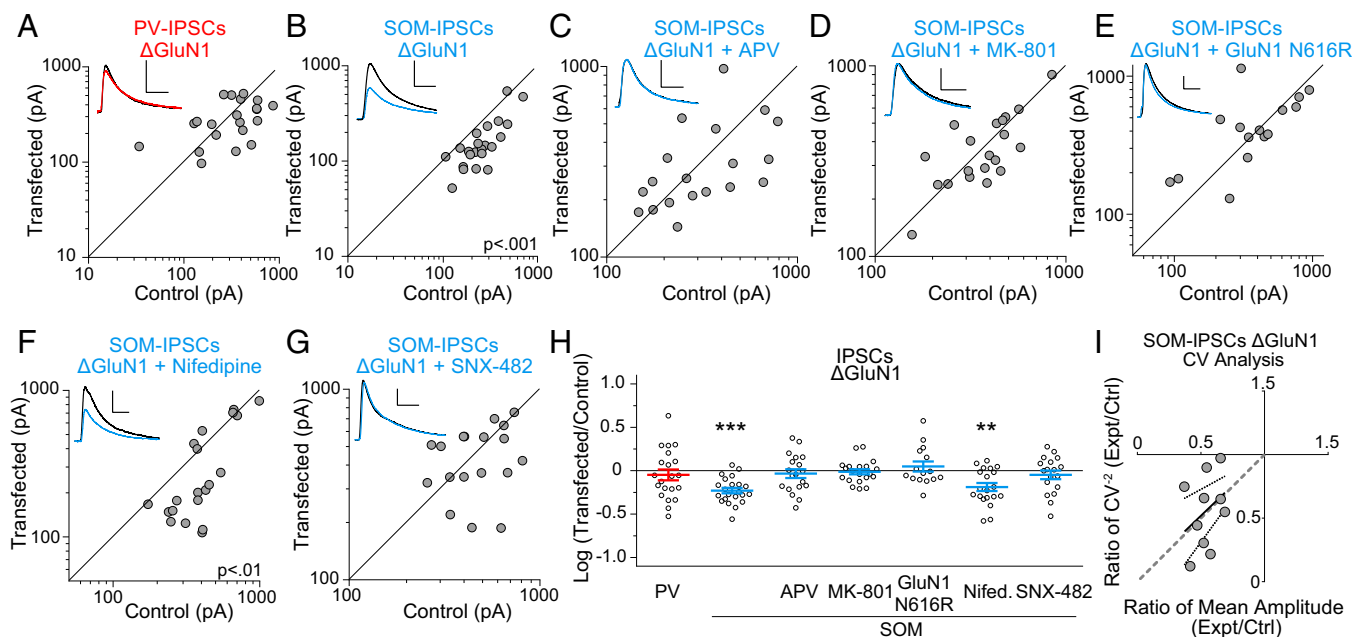 A
PV-IPSCs
ΔGluN1
Transfected (pA)
1000
100
10
10
100
1000
Control (pA)
B
SOM-IPSCs
ΔGluN1
Transfected (pA)
1000
100
10
10
100
1000
p<.001
Control (pA)
C
SOM-IPSCs
ΔGluN1 + APV
Transfected (pA)
1000
100
100
1000
Control (pA)
D
SOM-IPSCs
ΔGluN1 + MK-801
Transfected (pA)
1000
100
100
1000
Control (pA)
E
SOM-IPSCs
ΔGluN1 + GluN1 N616R
Transfected (pA)
1000
100
100
1000
Control (pA)
F
SOM-IPSCs
ΔGluN1 + Nifedipine
Transfected (pA)
1000
100
100
1000
p<.01
Control (pA)
G
SOM-IPSCs
ΔGluN1 + SNX-482
Transfected (pA)
1000
100
100
1000
Control (pA)
H
IPSCs
ΔGluN1
Log (Transfected/Control)
1.0
0.5
0
-0.5
-1.0
***
**
PV
APV
MK-801
GluN1
N616R
Nifed.
SNX-482
SOM
I
SOM-IPSCs ΔGluN1
CV Analysis
Ratio of CV⁻² (Expt/Ctrl)
1.5
0
0.5
1.5
0.5
0
Ratio of Mean Amplitude
(Expt/Ctrl)